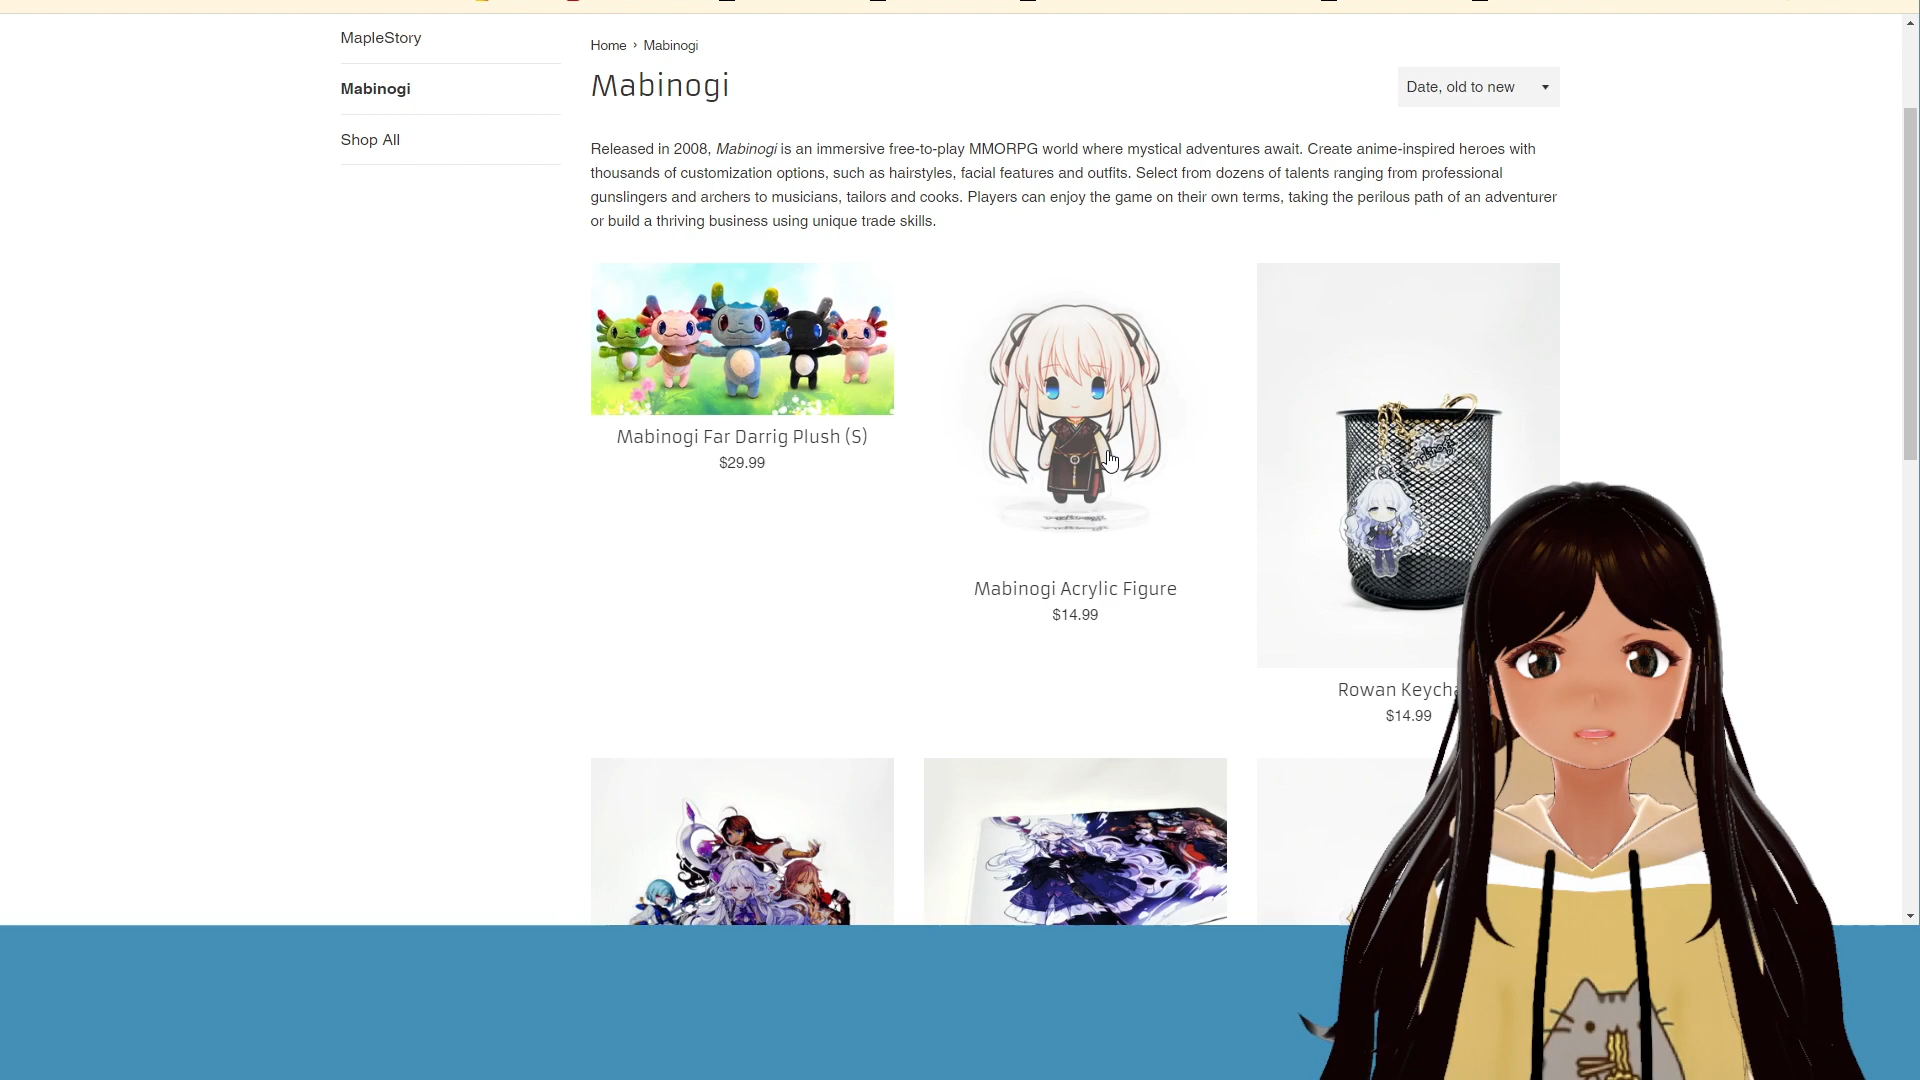 MapleStory
Mabinogi
Shop All
Home › Mabinogi
Mabinogi
Date, old to new
Released in 2008, Mabinogi is an immersive free-to-play MMORPG world where mystical adventures await. Create anime-inspired heroes with
thousands of customization options, such as hairstyles, facial features and outfits. Select from dozens of talents ranging from professional
gunslingers and archers to musicians, tailors and cooks. Players can enjoy the game on their own terms, taking the perilous path of an adventurer
or build a thriving business using unique trade skills.
Mabinogi Far Darrig Plush (S)
$29.99
Mabinogi Acrylic Figure
$14.99
Rowan Keycha
$14.99